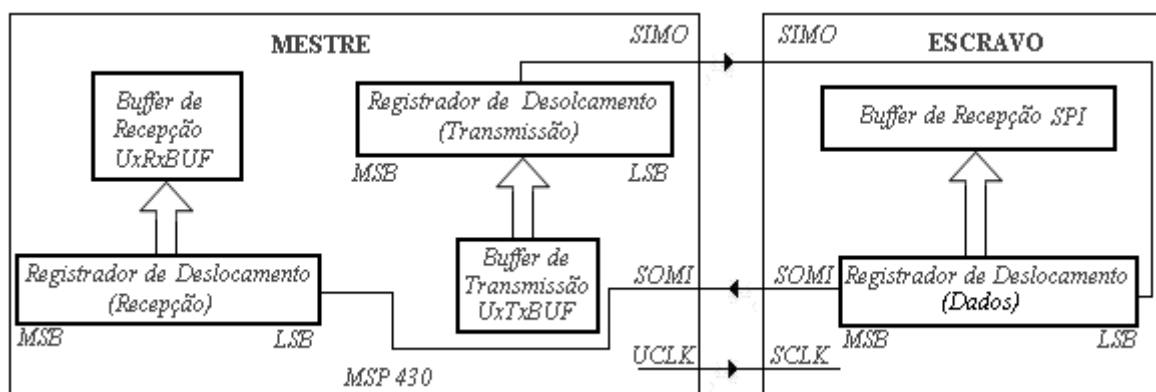 MESTRE
SIMO
SIMO
ESCRAVO
Buffer de
Recepção
UxRxBUF
Registrador de Desolcamento
(Transmissão)
MSB
LSB
Buffer de Recepção SPI
Registrador de Deslocamento
(Recepção)
MSB
LSB
Buffer de
Transmissão
UxTxBUF
SOMI
SOMI
Registrador de Deslocamento
(Dados)
MSB
LSB
UCLK
SCLK
MSP 430